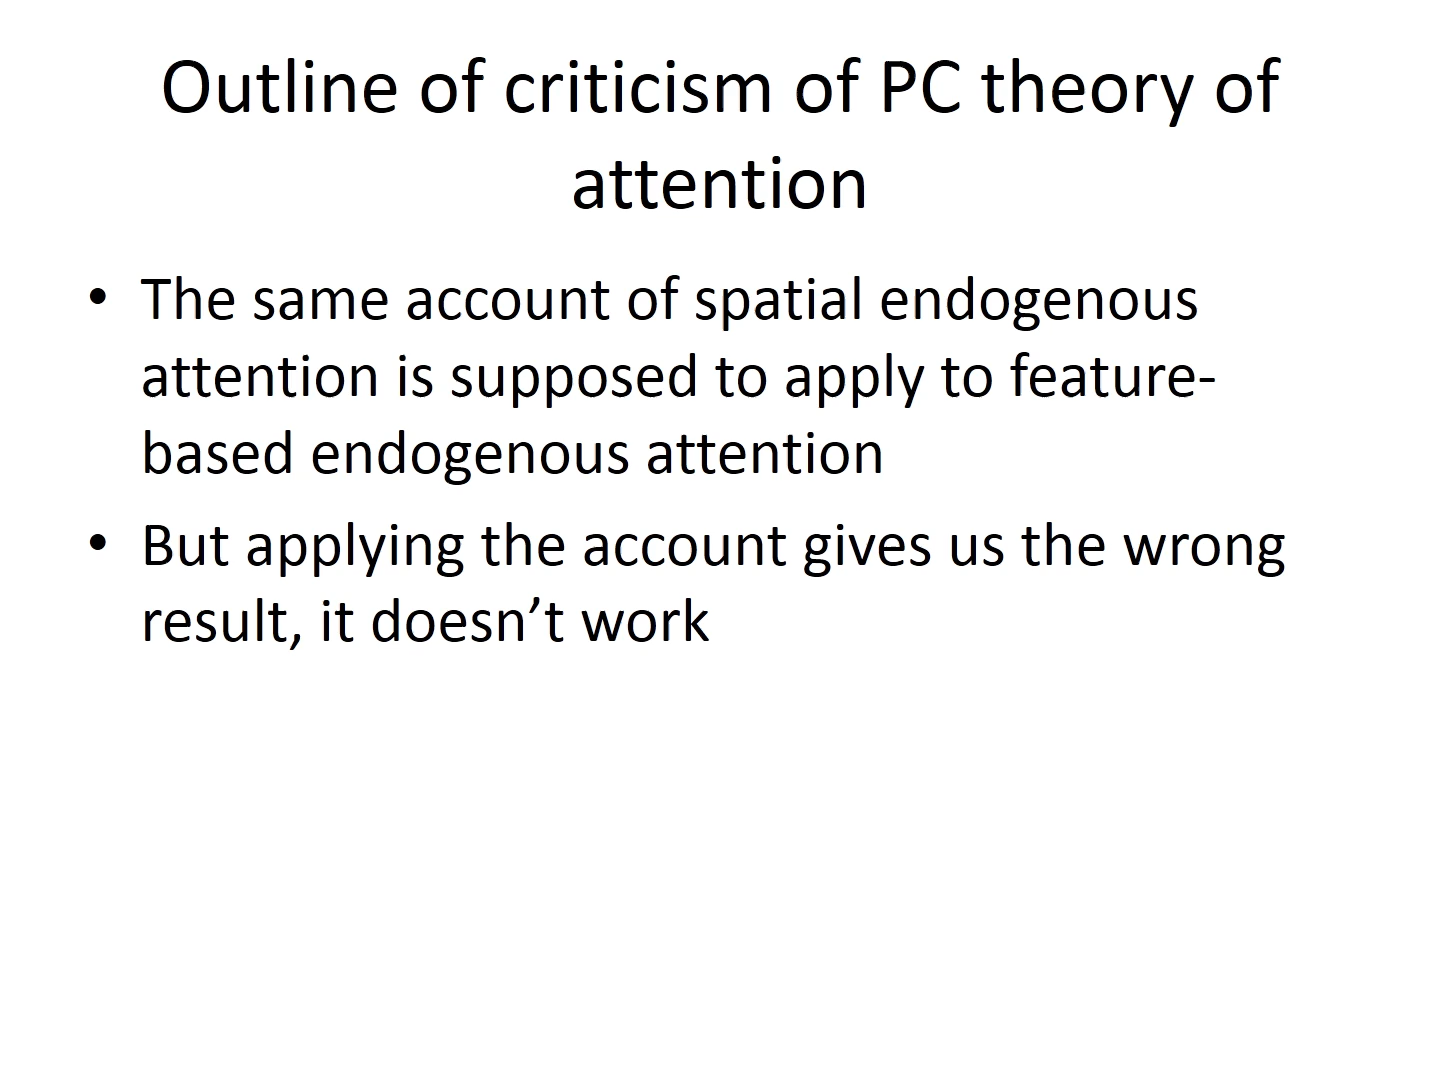 Outline of criticism of PC theory of
attention
• The same account of spatial endogenous
attention is supposed to apply to feature-
based endogenous attention
• But applying the account gives us the wrong
result, it doesn’t work